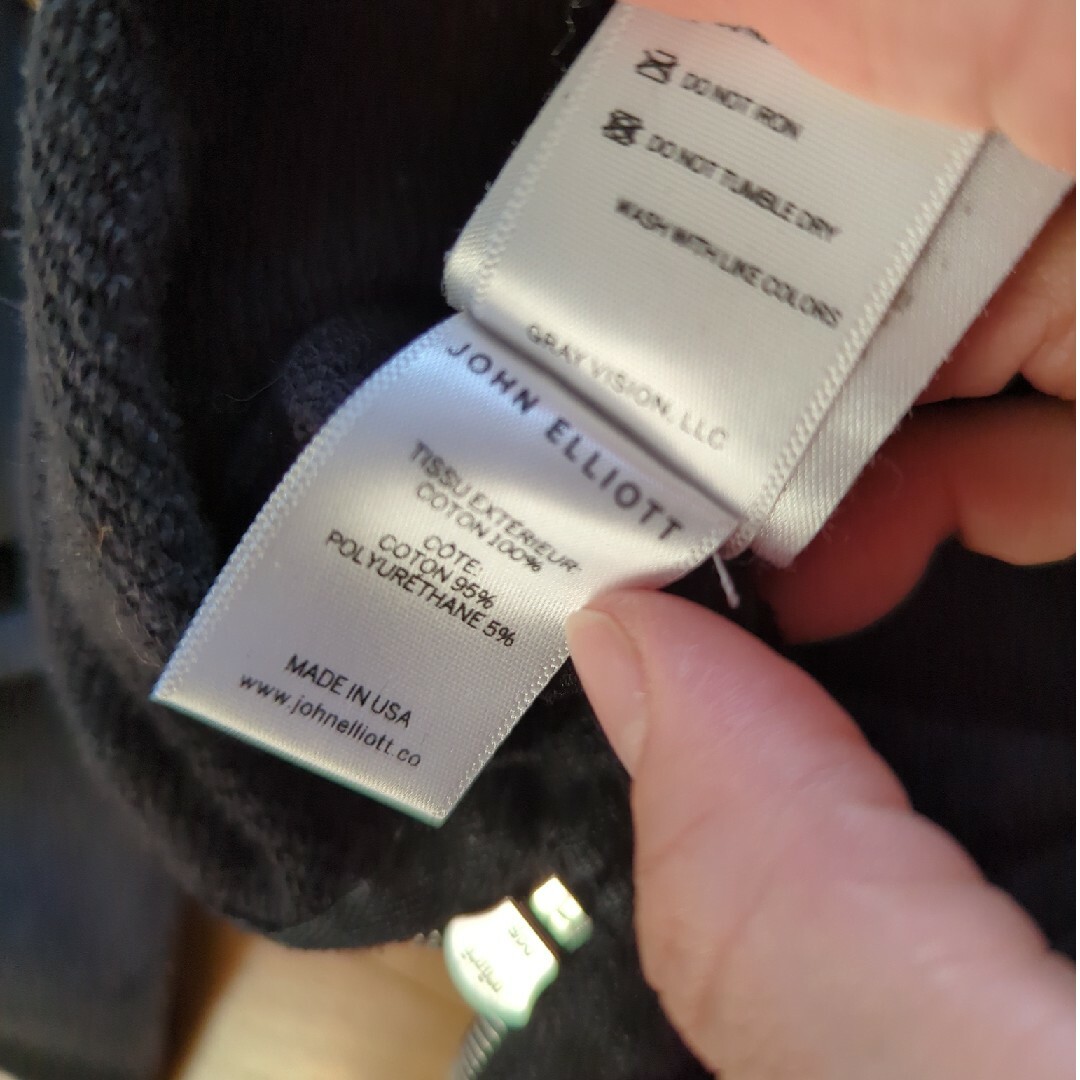 DO NOT IRON
DO NOT TUMBLE DRY
WASH WITH LIKE COLORS
GRAY VISION, LLC
JOHN ELLIOTT
TISSU EXTÉRIEUR:
COTON 100%
CÔTE:
COTON 95%
POLYURÉTHANE 5%
MADE IN USA
www.johnelliott.co